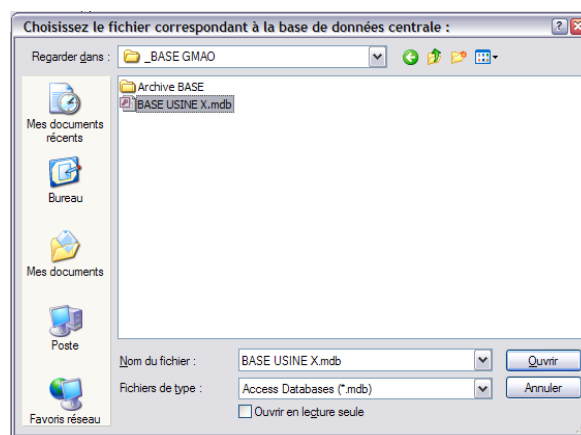 Choisissez le fichier correspondant à la base de données centrale :
Regarder dans :
_BASE GMAO
Archive BASE
BASE USINE X.mdb
Mes documents
récents
Bureau
Mes documents
Poste
Favoris réseau
Nom du fichier :
BASE USINE X.mdb
Ouvrir
Fichiers de type :
Access Databases (*.mdb)
Annuler
Ouvrir en lecture seule